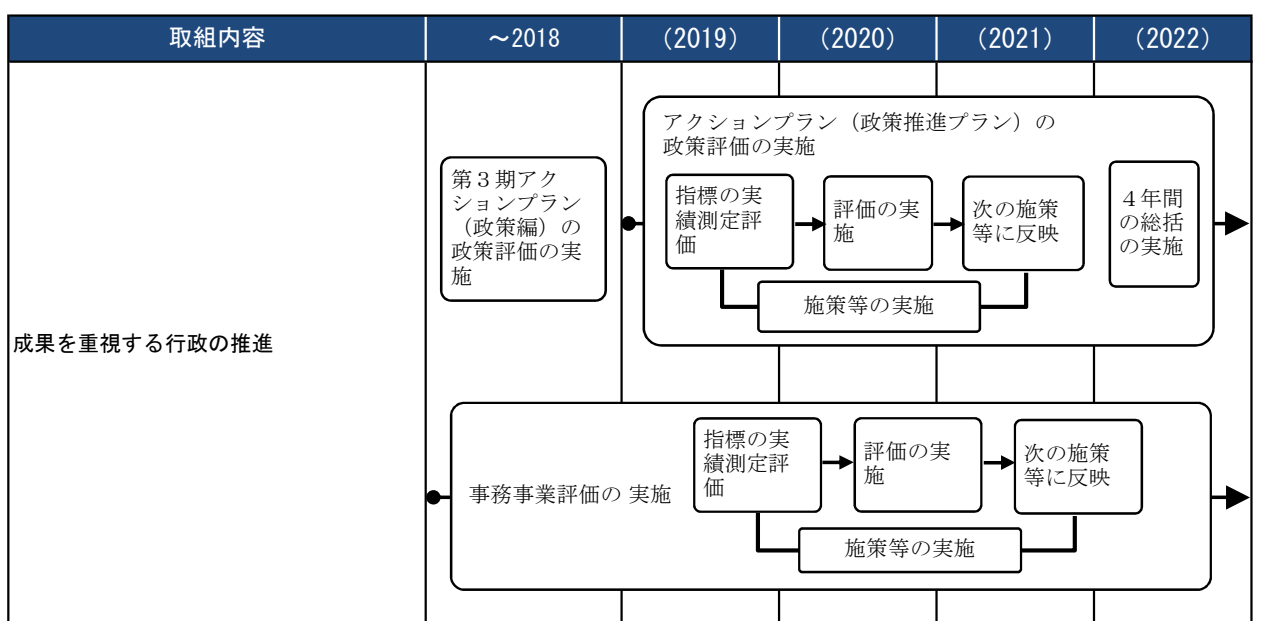 取組内容
～2018
（2019）
（2020）
（2021）
（2022）
成果を重視する行政の推進
第３期アク
ションプラン
（政策編）の
政策評価の実
施
アクションプラン（政策推進プラン）の
政策評価の実施
指標の実
績測定評
価
評価の実
施
次の施策
等に反映
４年間
の総括
の実施
施策等の実施
事務事業評価の 実施
指標の実
績測定評
価
評価の実
施
次の施策
等に反映
施策等の実施